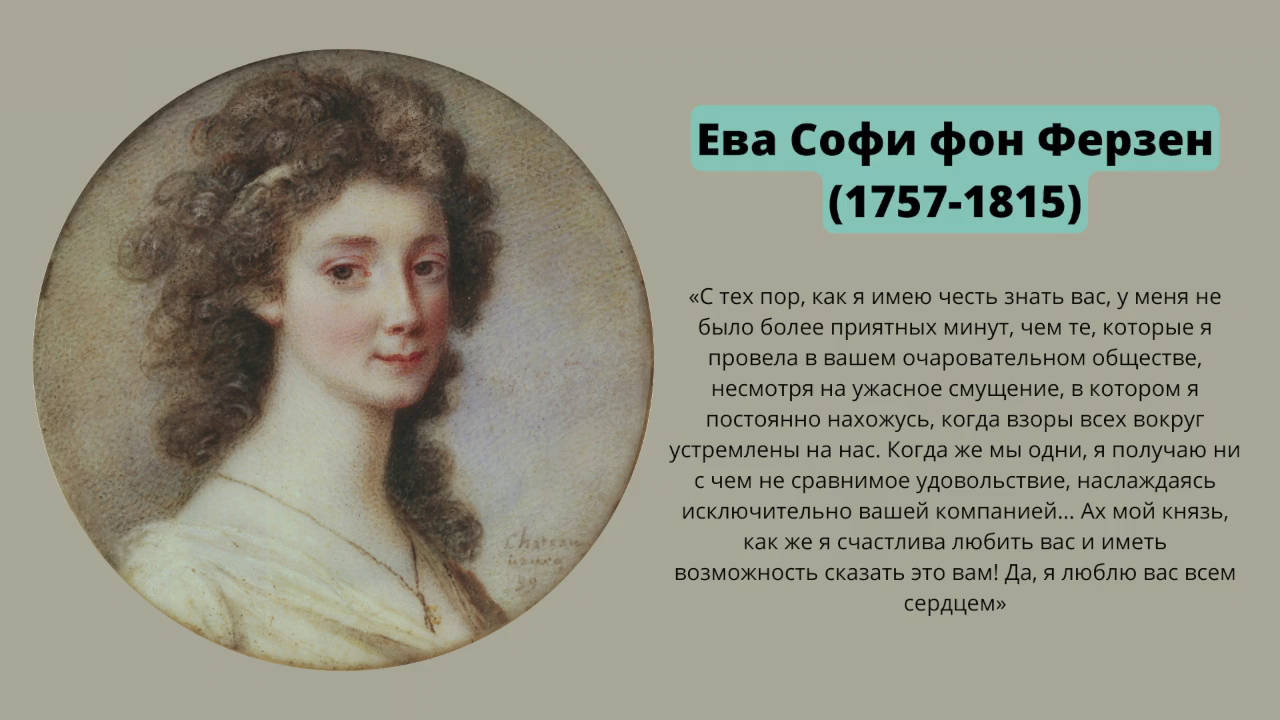 Ева Софи фон Ферзен
(1757-1815)
«С тех пор, как я имею честь знать вас, у меня не
было более приятных минут, чем те, которые я
провела в вашем очаровательном обществе,
несмотря на ужасное смущение, в котором я
постоянно нахожусь, когда взоры всех вокруг
устремлены на нас. Когда же мы одни, я получаю ни
с чем не сравнимое удовольствие, наслаждаясь
исключительно вашей компанией... Ах мой князь,
как же я счастлива любить вас и иметь
возможность сказать это вам! Да, я люблю вас всем
сердцем»